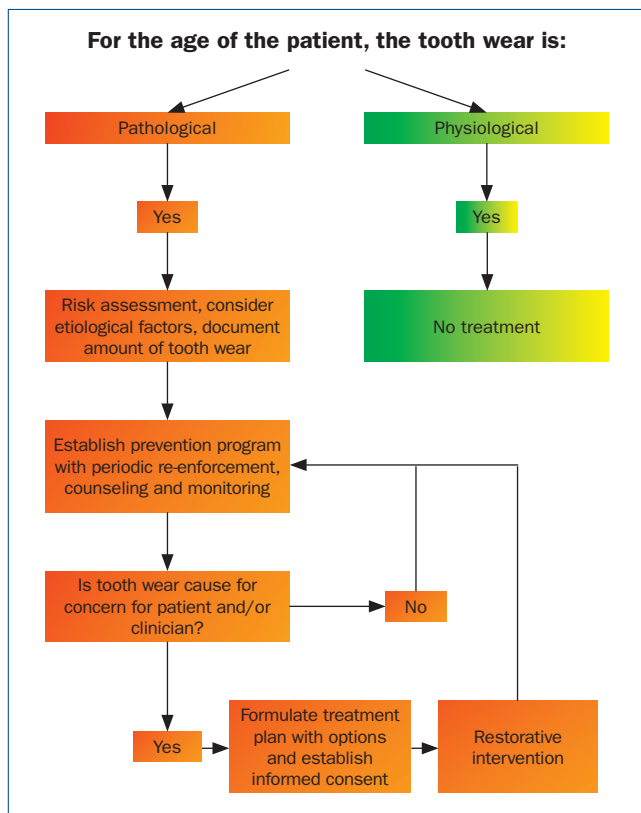 For the age of the patient, the tooth wear is:
Pathological
Physiological
Yes
Yes
Risk assessment, consider
etiological factors, document
amount of tooth wear
No treatment
Establish prevention program
with periodic re-enforcement,
counseling and monitoring
Is tooth wear cause for
concern for patient and/or
clinician?
No
Yes
Formulate treatment
plan with options
and establish
informed consent
Restorative
intervention